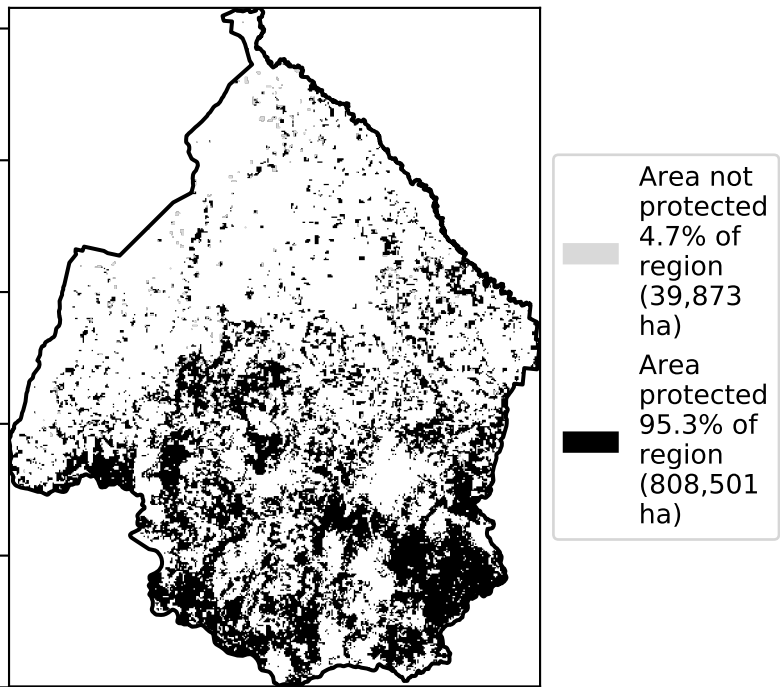 Area not
protected
4.7% of
region
(39,873
ha)
Area
protected
95.3% of
region
(808,501
ha)